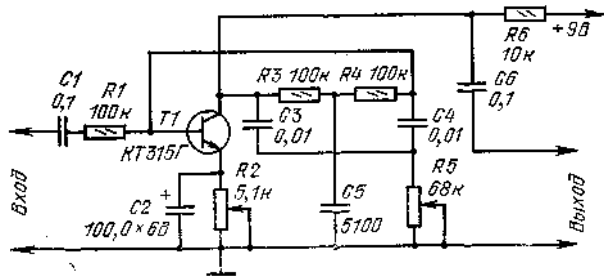 R6
10к
+9В
C1
0,1
R1
100к
T1
КТ315Г
R3 100к
R4 100к
C3
0,01
C4
0,01
C6
0,1
R2
5,1к
R5
68к
C2
100,0×6В
C5
5100
Вход
Выход